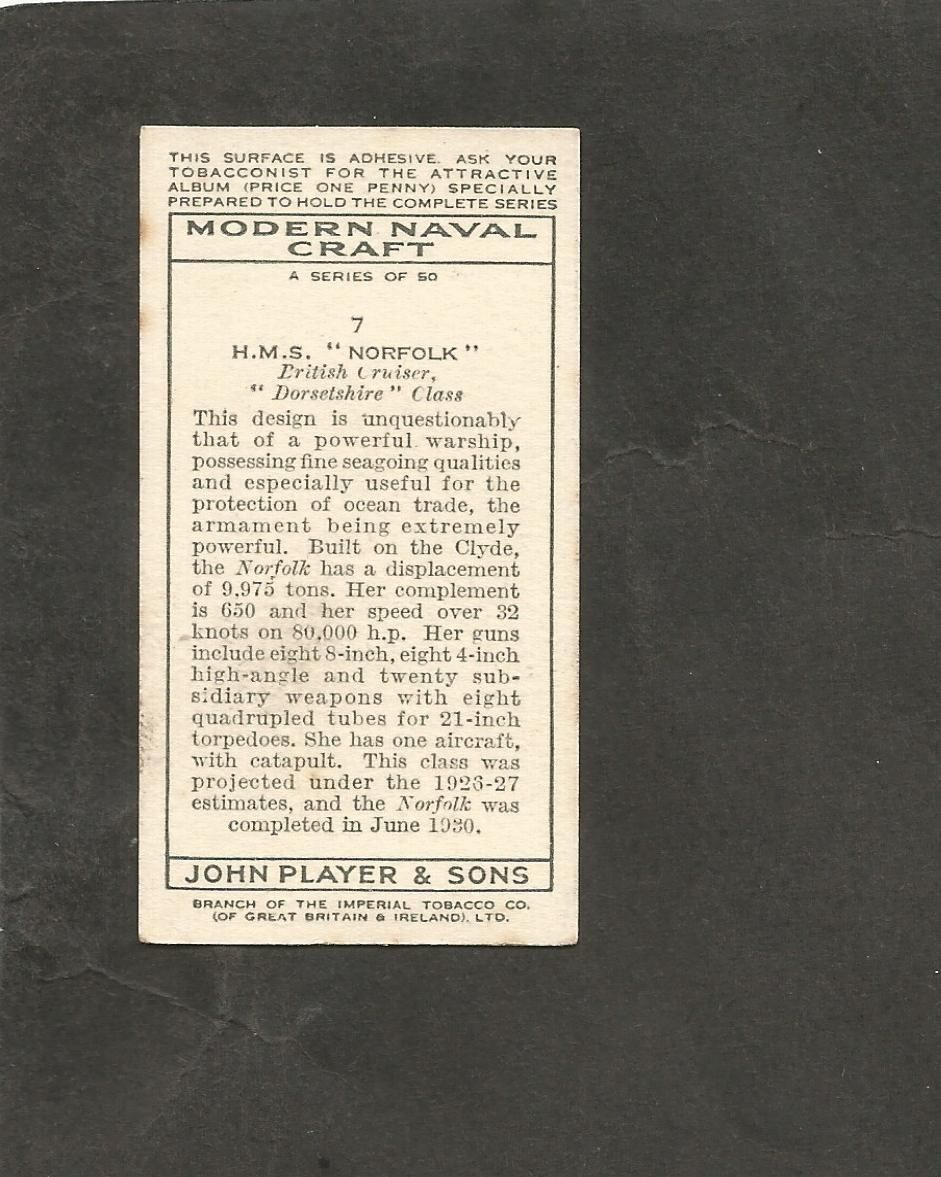 THIS SURFACE IS ADHESIVE. ASK YOUR
TOBACCONIST FOR THE ATTRACTIVE
ALBUM (PRICE ONE PENNY) SPECIALLY
PREPARED TO HOLD THE COMPLETE SERIES
MODERN NAVAL
CRAFT
A SERIES OF 50
7
H.M.S. "NORFOLK"
British Cruiser,
"Dorsetshire" Class
This design is unquestionably
that of a powerful warship,
possessing fine seagoing qualities
and especially useful for the
protection of ocean trade, the
armament being extremely
powerful. Built on the Clyde,
the Norfolk has a displacement
of 9,975 tons. Her complement
is 650 and her speed over 32
knots on 80,000 h.p. Her guns
include eight 8-inch, eight 4-inch
high-angle and twenty sub-
sidiary weapons with eight
quadrupled tubes for 21-inch
torpedoes. She has one aircraft,
with catapult. This class was
projected under the 1926-27
estimates, and the Norfolk was
completed in June 1930.
JOHN PLAYER & SONS
BRANCH OF THE IMPERIAL TOBACCO CO.
(OF GREAT BRITAIN & IRELAND), LTD.